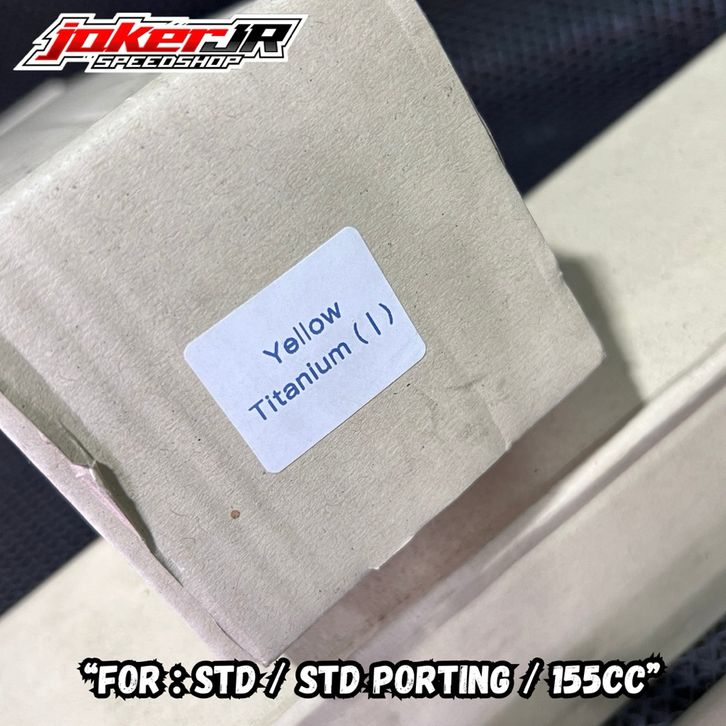 jokerJR
SPEEDSHOP
Yellow
Titanium (I)
“FOR : STD / STD PORTING / 155CC”